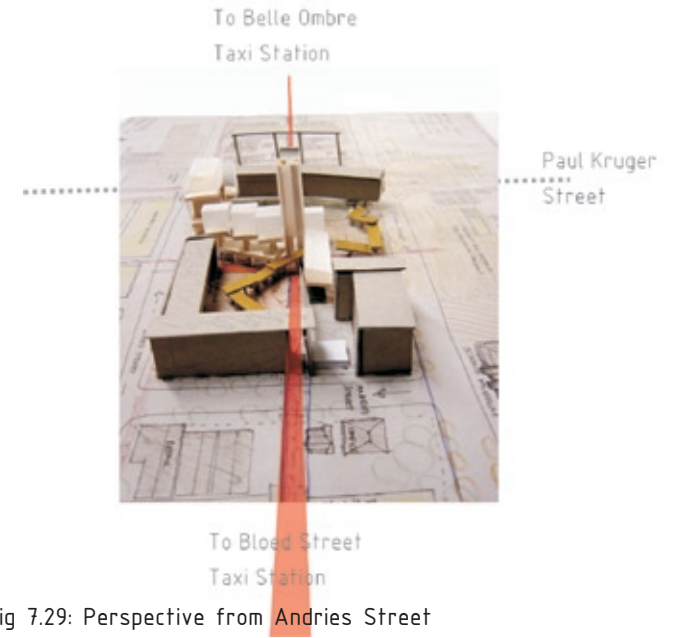 To Belle Ombre
Taxi Station
Paul Kruger
Street
To Bloed Street
Taxi Station
ig 7.29: Perspective from Andries Street